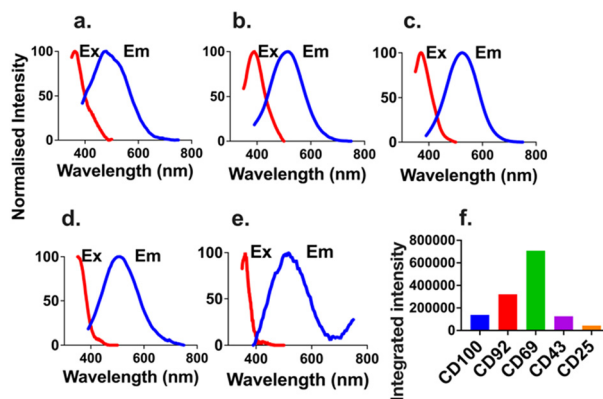 a.
b.
c.
Normalised Intensity
100
50
0
Ex
Em
400
600
800
Wavelength (nm)
100
50
0
Ex
Em
400
600
800
Wavelength (nm)
100
50
0
Ex
Em
400
600
800
Wavelength (nm)
d.
e.
f.
100
50
0
Ex
Em
400
600
800
Wavelength (nm)
100
50
0
Ex
Em
400
600
800
Wavelength (nm)
Integrated intensity
800000
600000
400000
200000
0
CD100
CD92
CD69
CD43
CD25